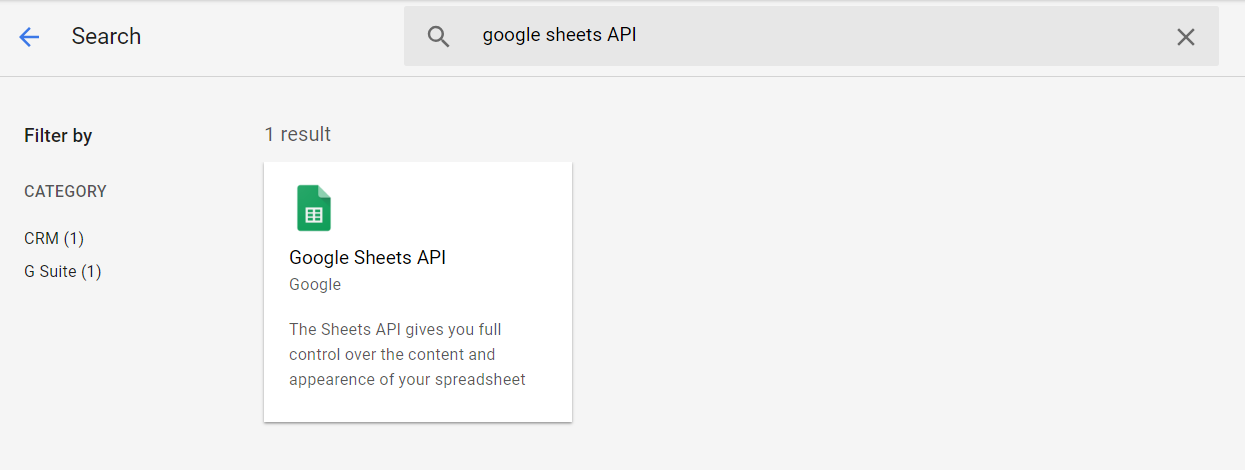 Search
google sheets API
Filter by
CATEGORY
CRM (1)
G Suite (1)
1 result
Google Sheets API
Google
The Sheets API gives you full
control over the content and
appearence of your spreadsheet